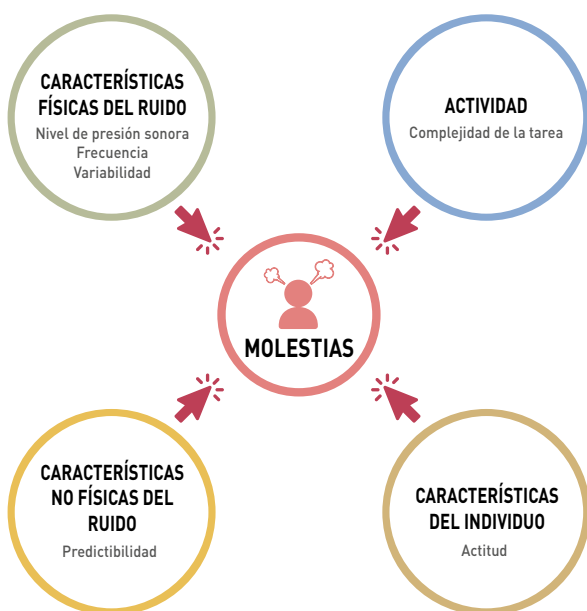 CARACTERÍSTICAS
FÍSICAS DEL RUIDO
Nivel de presión sonora
Frecuencia
Variabilidad
ACTIVIDAD
Complejidad de la tarea
MOLESTIAS
CARACTERÍSTICAS
NO FÍSICAS DEL
RUIDO
Predictibilidad
CARACTERÍSTICAS
DEL INDIVIDUO
Actitud